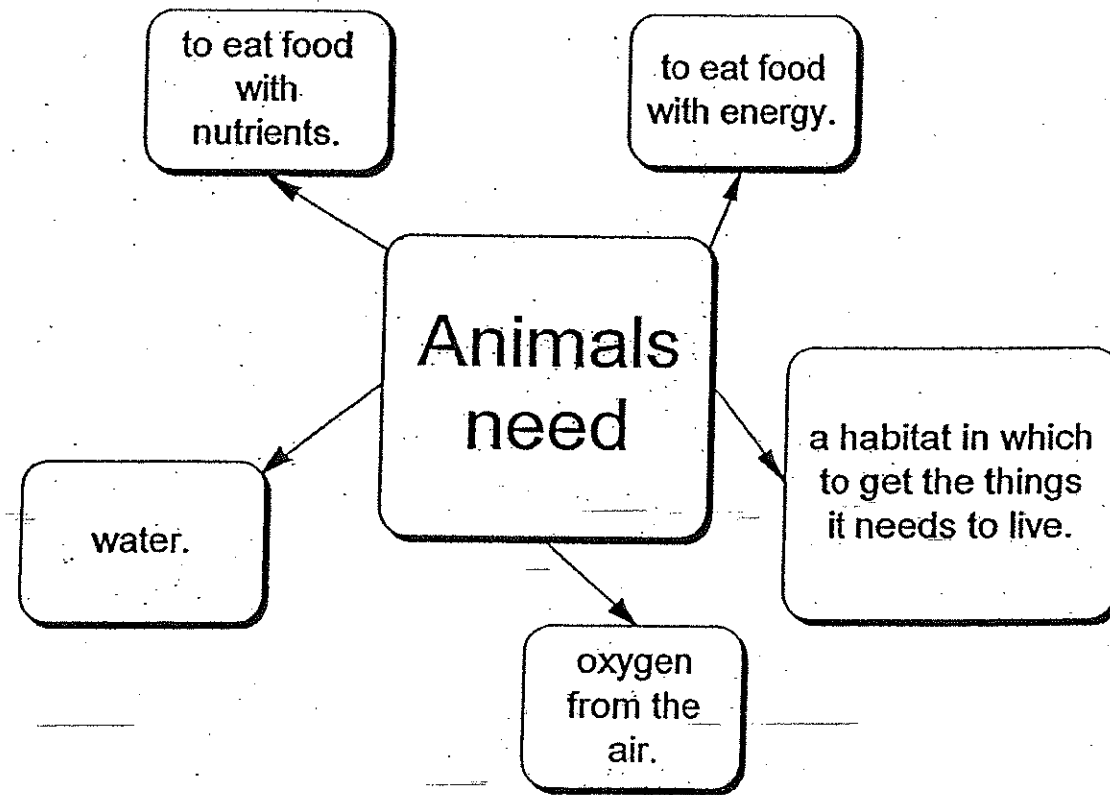 to eat food
with
nutrients.
to eat food
with energy.
Animals
need
a habitat in which
to get the things
it needs to live.
water.
oxygen
from the
air.